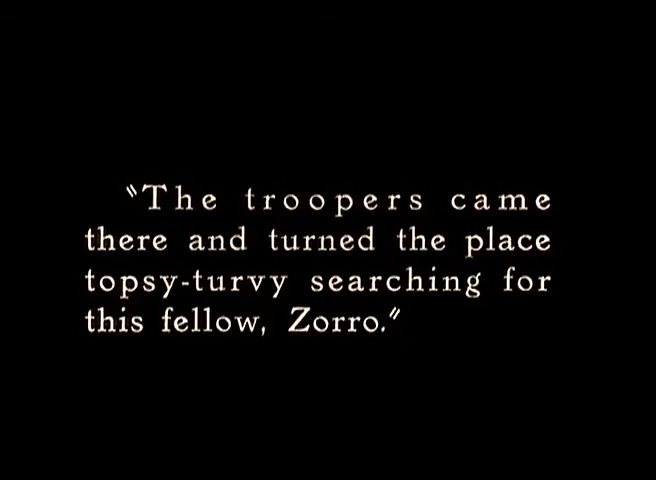 "The troopers came
there and turned the place
topsy-turvy searching for
this fellow, Zorro."